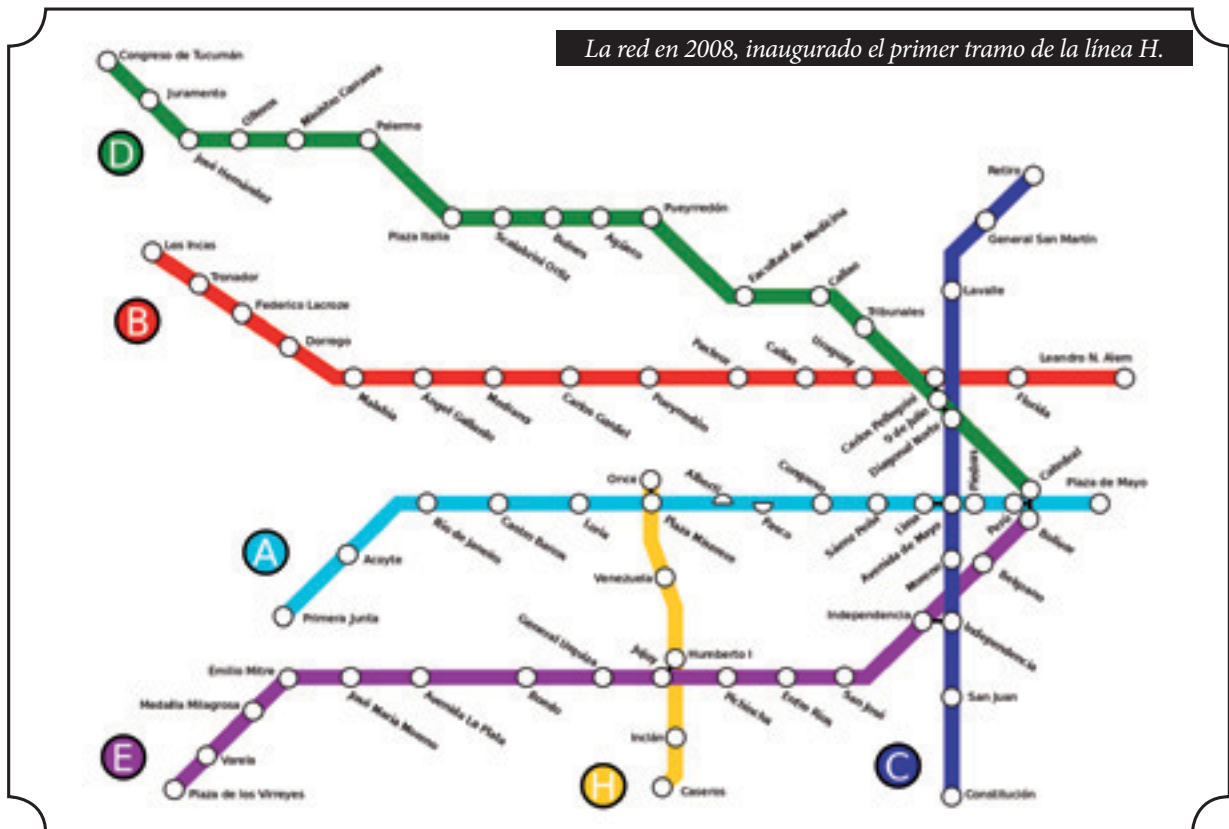 La red en 2008, inaugurado el primer tramo de la línea H.
Congreso de Tucumán
Juramento
José Hernández
Olleros
Ministro Carranza
Palermo
D
Plaza Italia
Scalabrini Ortiz
Bulnes
Agüero
Pueyrredón
Facultad de Medicina
Callao
Tribunales
Retiro
General San Martín
Lavalle
Los Incas
Tronador
Federico Lacroze
Dorrego
B
Malabia
Angel Gallardo
Medrano
Carlos Gardel
Pueyrredón
Pasteur
Callao
Uruguay
Carlos Pellegrini
9 de Julio
Diagonal Norte
Florida
Leandro N. Alem
Once
Alberti
Congreso
Piedras
Catedral
Plaza de Mayo
A
Río de Janeiro
Castro Barros
Loria
Plaza Miserere
Pasco
Sáenz Peña
Lima
Avenida de Mayo
Perú
Bolívar
Acoyte
Primera Junta
Venezuela
Moreno
Belgrano
Independencia
Independencia
General Urquiza
Jujuy
Humberto I
Emilio Mitre
José María Moreno
Avenida La Plata
Boedo
Pichincha
Entre Ríos
San José
San Juan
Medalla Milagrosa
Varela
Plaza de los Virreyes
E
Inclán
Caseros
H
C
Constitución